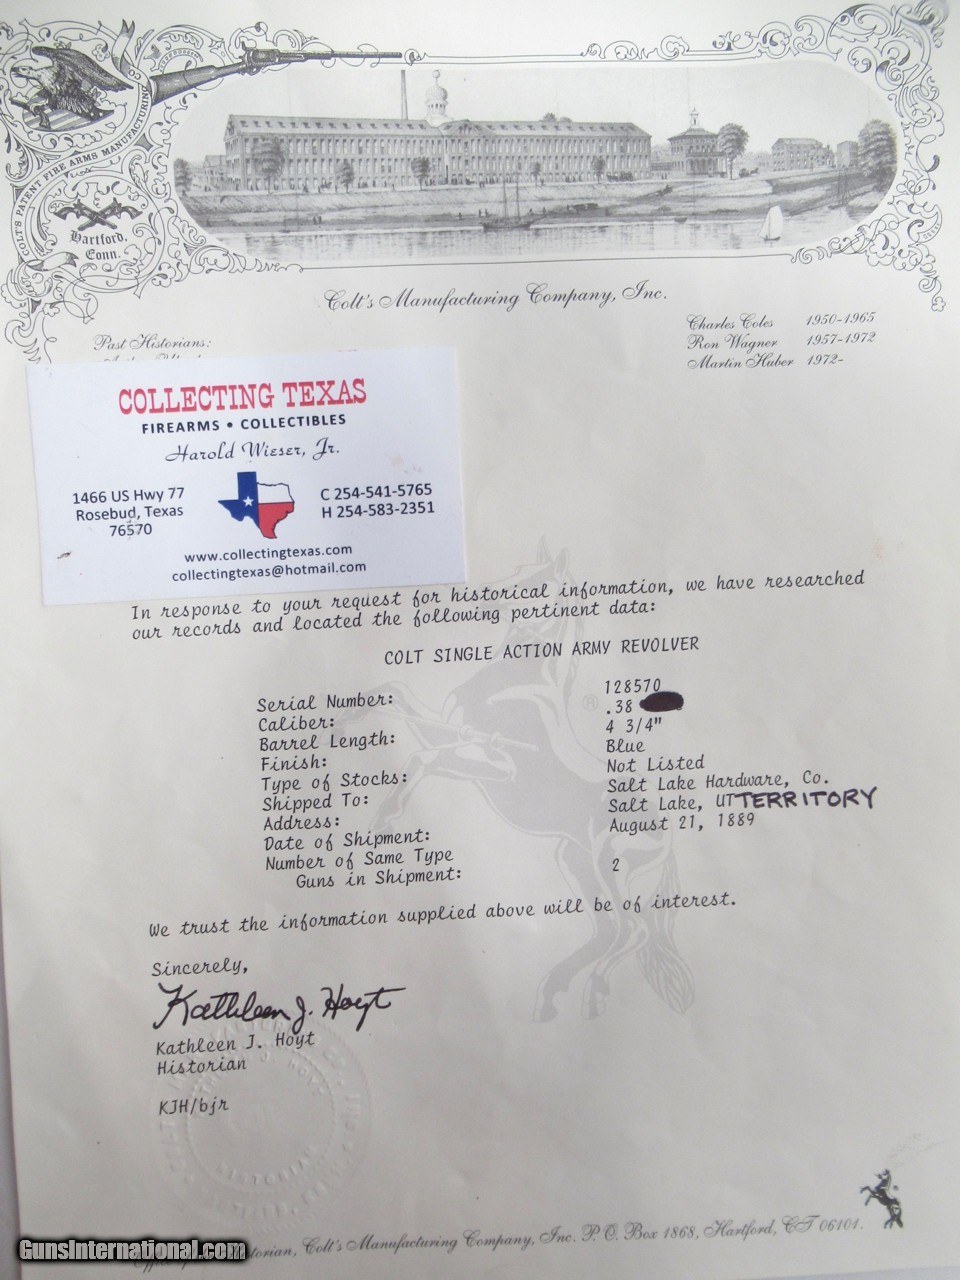 COLT'S PATENT FIRE ARMS MANUFACTURING CO
Hartford,
Conn.
Colt's Manufacturing Company, Inc.
Past Historians:
Charles Coles 1950-1965
Ron Wagner 1957-1972
Martin Huber 1972-
COLLECTING TEXAS
FIREARMS • COLLECTIBLES
Harold Wieser, Jr.
1466 US Hwy 77
Rosebud, Texas
76570
C 254-541-5765
H 254-583-2351
www.collectingtexas.com
collectingtexas@hotmail.com
In response to your request for historical information, we have researched
our records and located the following pertinent data:
COLT SINGLE ACTION ARMY REVOLVER
Serial Number: 128570
Caliber: .38
Barrel Length: 4 3/4"
Finish: Blue
Type of Stocks: Not Listed
Shipped To: Salt Lake Hardware, Co.
Address: Salt Lake, UT TERRITORY
Date of Shipment: August 21, 1889
Number of Same Type
Guns in Shipment: 2
We trust the information supplied above will be of interest.
Sincerely,
Kathleen J. Hoyt
Kathleen J. Hoyt
Historian
KJH/bjr
HISTORIAN
GunsInternational.com
Historian, Colt's Manufacturing Company, Inc. P.O. Box 1868, Hartford, CT 06101.